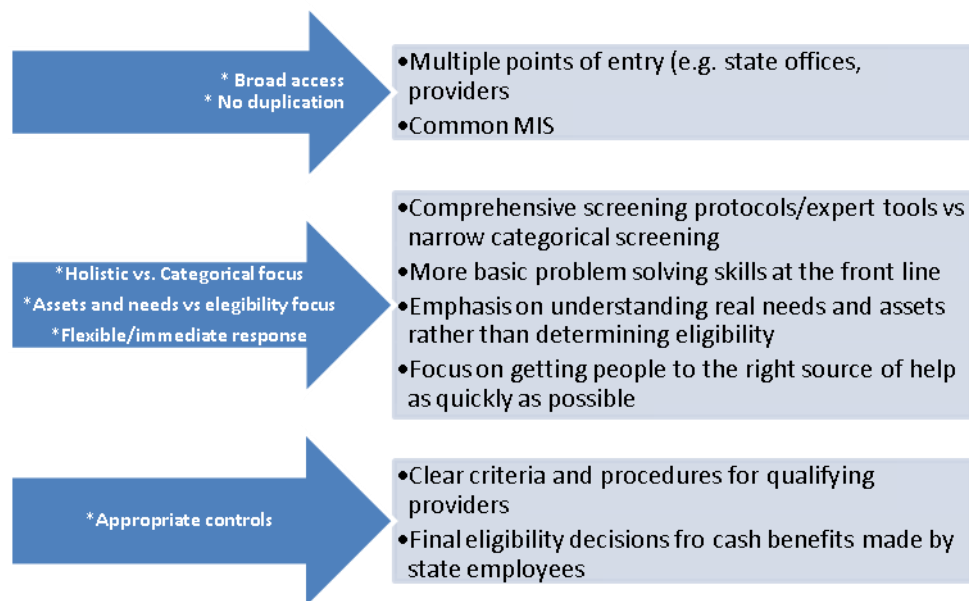 * Broad access
* No duplication
•Multiple points of entry (e.g. state offices,
providers
•Common MIS
*Holistic vs. Categorical focus
*Assets and needs vs elegibility focus
*Flexible/immediate response
•Comprehensive screening protocols/expert tools vs
narrow categorical screening
•More basic problem solving skills at the front line
•Emphasis on understanding real needs and assets
rather than determining eligibility
•Focus on getting people to the right source of help
as quickly as possible
*Appropriate controls
•Clear criteria and procedures for qualifying
providers
•Final eligibility decisions fro cash benefits made by
state employees